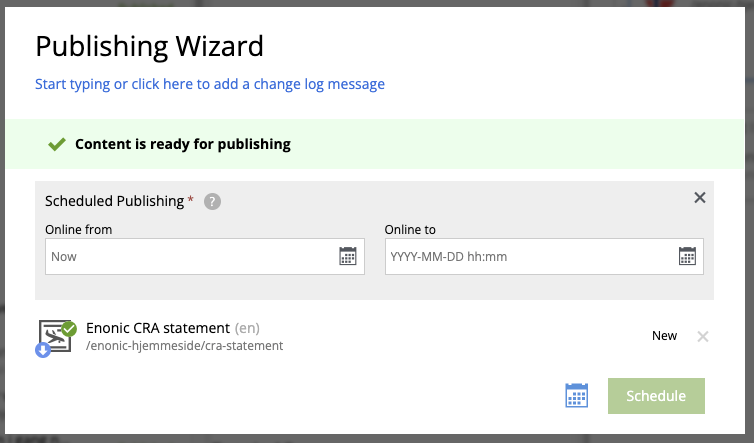 Publishing Wizard
Start typing or click here to add a change log message
Content is ready for publishing
Scheduled Publishing * ?
Online from
Online to
Now
YYYY-MM-DD hh:mm
Enonic CRA statement (en)
New
/enonic-hjemmeside/cra-statement
Schedule